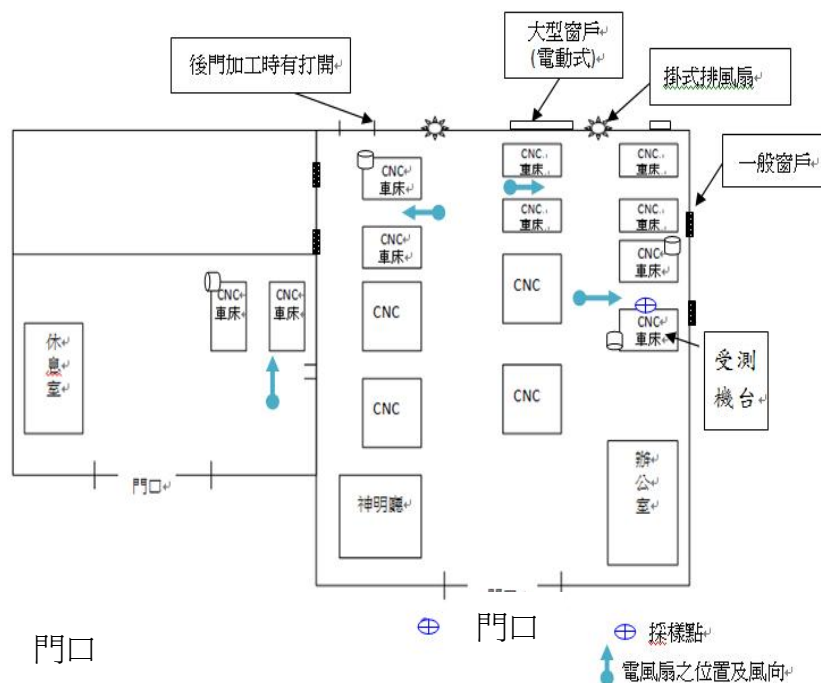 大型窗戶
(電動式)
後門加工時有打開
掛式排風扇
一般窗戶
CNC
車床
CNC
車床
CNC
車床
CNC
車床
CNC
車床
CNC
車床
CNC
車床
CNC
CNC
CNC
車床
CNC
車床
CNC
車床
受測
機台
休
息
室
CNC
CNC
辦
公
室
神明廳
門口
門口
門口
採樣點
電風扇之位置及風向